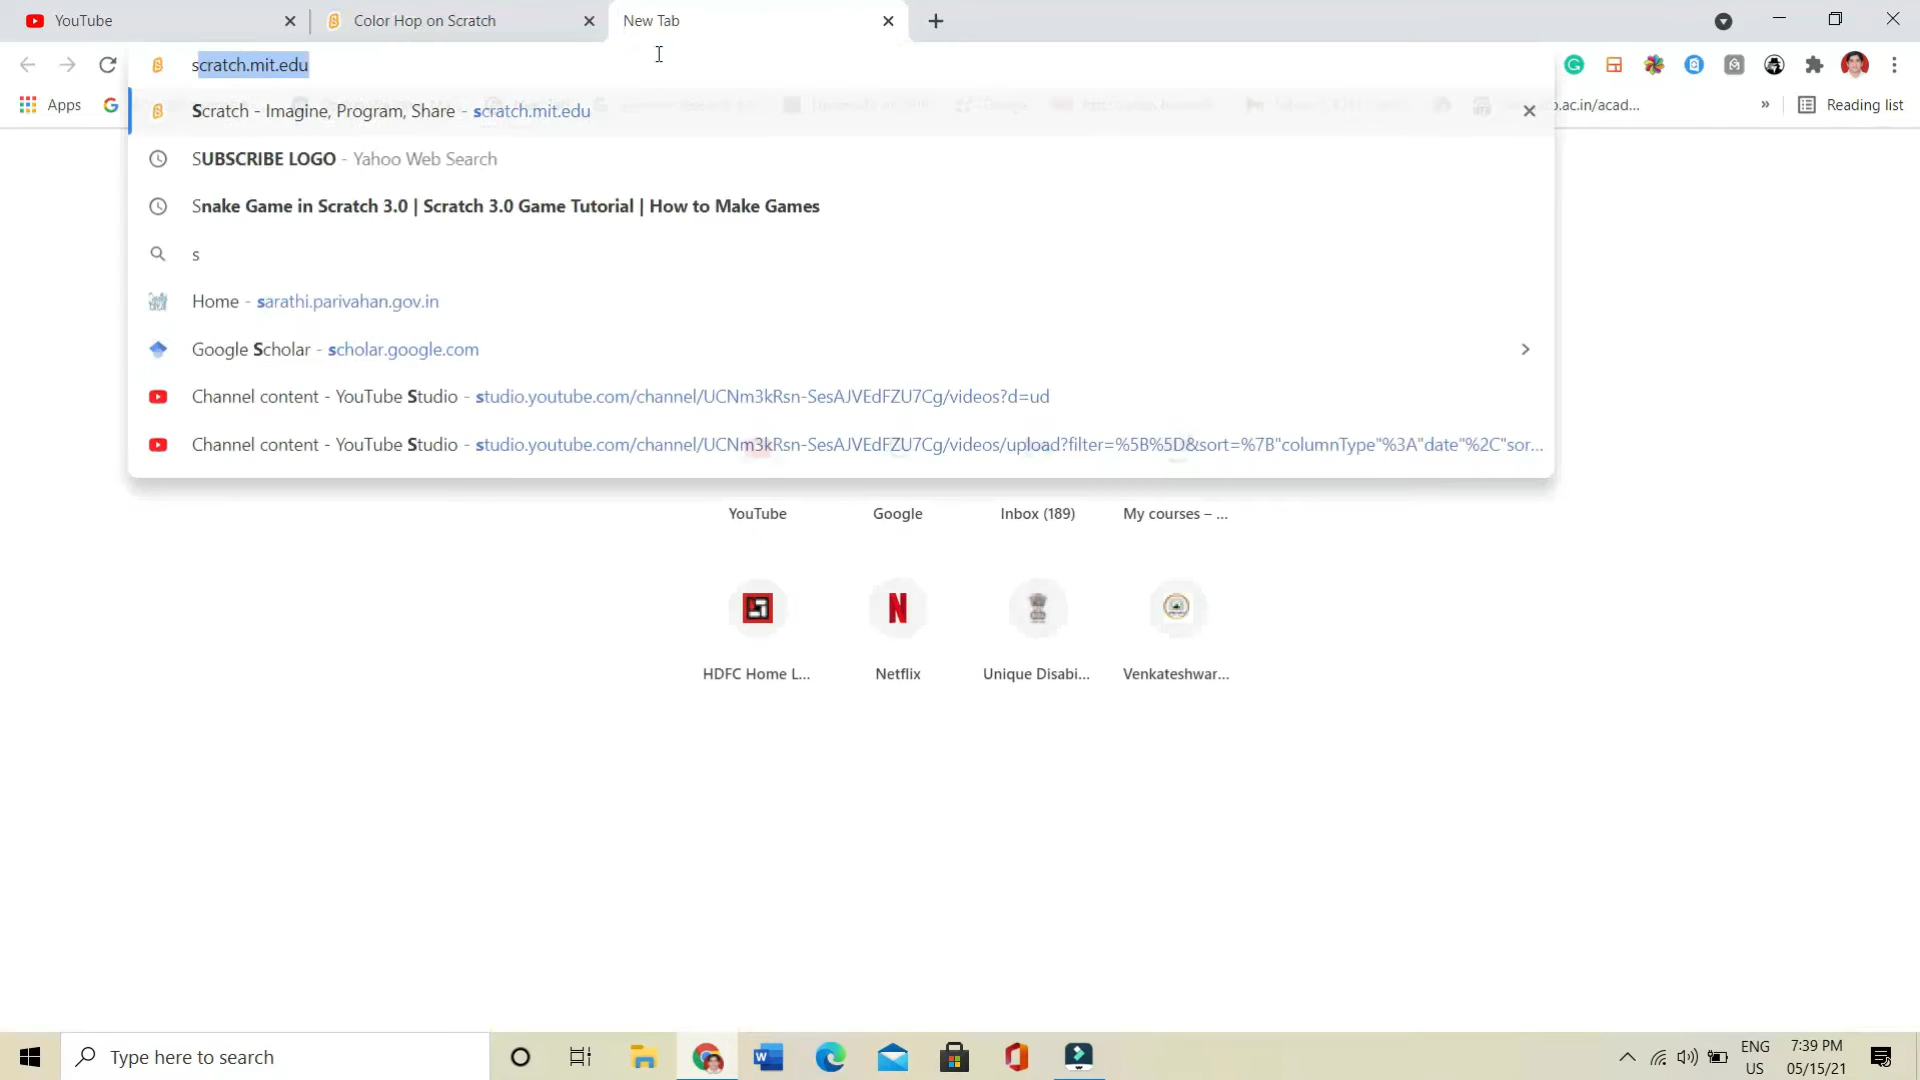 YouTube
Color Hop on Scratch
New Tab
scratch.mit.edu
Apps
.ac.in/acad...
»
Reading list
Scratch - Imagine, Program, Share - scratch.mit.edu
SUBSCRIBE LOGO - Yahoo Web Search
Snake Game in Scratch 3.0 | Scratch 3.0 Game Tutorial | How to Make Games
s
Home - sarathi.parivahan.gov.in
Google Scholar - scholar.google.com
Channel content - YouTube Studio - studio.youtube.com/channel/UCNm3kRsn-SesAJVEdFZU7Cg/videos?d=ud
Channel content - YouTube Studio - studio.youtube.com/channel/UCNm3kRsn-SesAJVEdFZU7Cg/videos/upload?filter=%5B%5D&sort=%7B"columnType"%3A"date"%2C"sor...
YouTube
Google
Inbox (189)
My courses – ...
HDFC Home L...
Netflix
Unique Disabi...
Venkateshwar...
Type here to search
ENG
US
7:39 PM
05/15/21